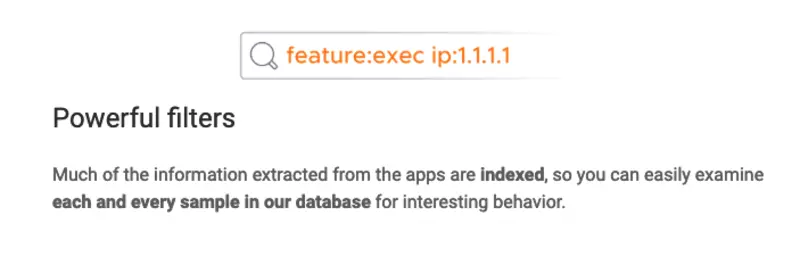 feature:exec ip:1.1.1.1
Powerful filters
Much of the information extracted from the apps are indexed, so you can easily examine
each and every sample in our database for interesting behavior.